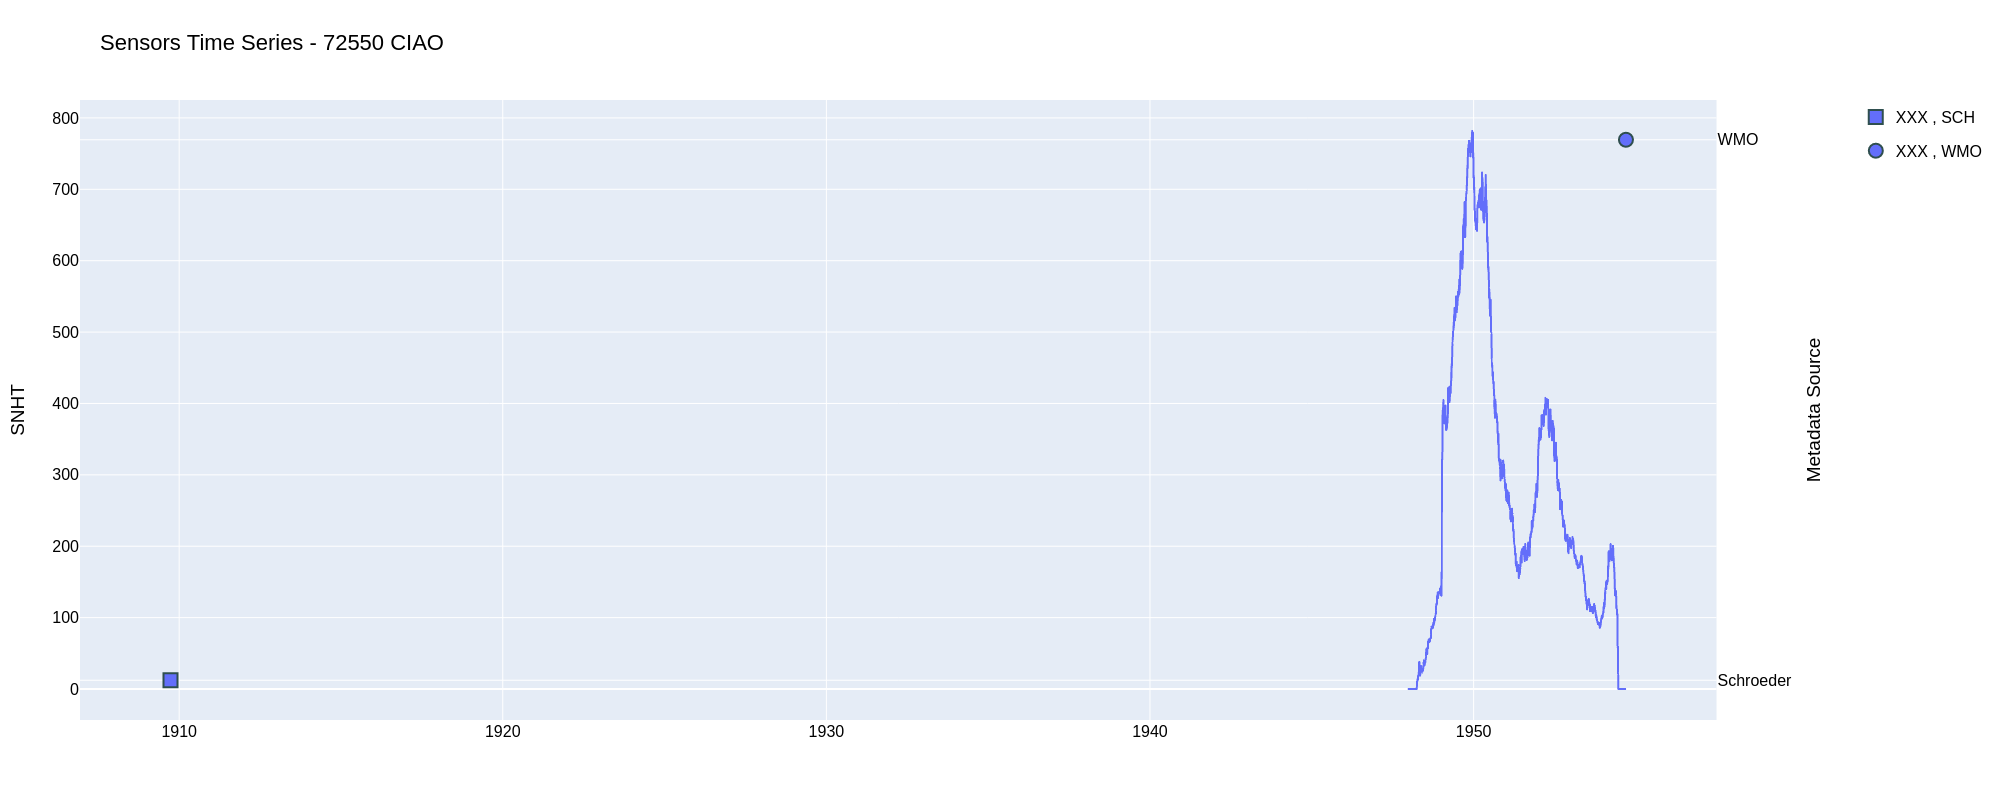 Sensors Time Series - 72550 CIAO
800
700
600
500
400
300
200
100
0
SNHT
1910
1920
1930
1940
1950
WMO
Schroeder
Metadata Source
XXX , SCH
XXX , WMO